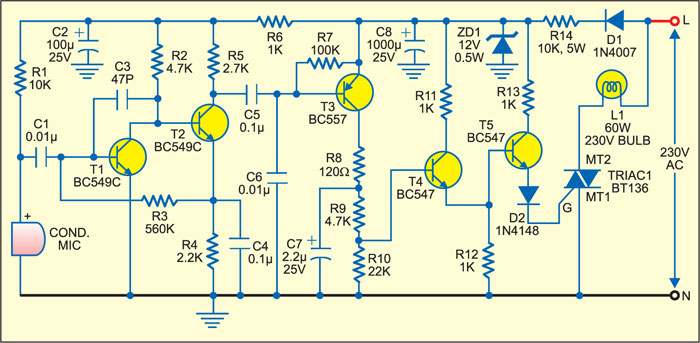 C2
100µ
25V
R1
10K
C3
47P
R2
4.7K
R5
2.7K
R6
1K
R7
100K
C8
1000µ
25V
ZD1
12V
0.5W
R14
10K, 5W
D1
1N4007
L
C1
0.01µ
T1
BC549C
T2
BC549C
C5
0.1µ
T3
BC557
R11
1K
R13
1K
L1
60W
230V BULB
230V
AC
R3
560K
C6
0.01µ
R8
120Ω
T4
BC547
T5
BC547
MT2
TRIAC1
BT136
MT1
G
D2
1N4148
+
COND.
MIC
R4
2.2K
C4
0.1µ
C7
2.2µ
25V
+
R9
4.7K
R10
22K
R12
1K
N
+
+